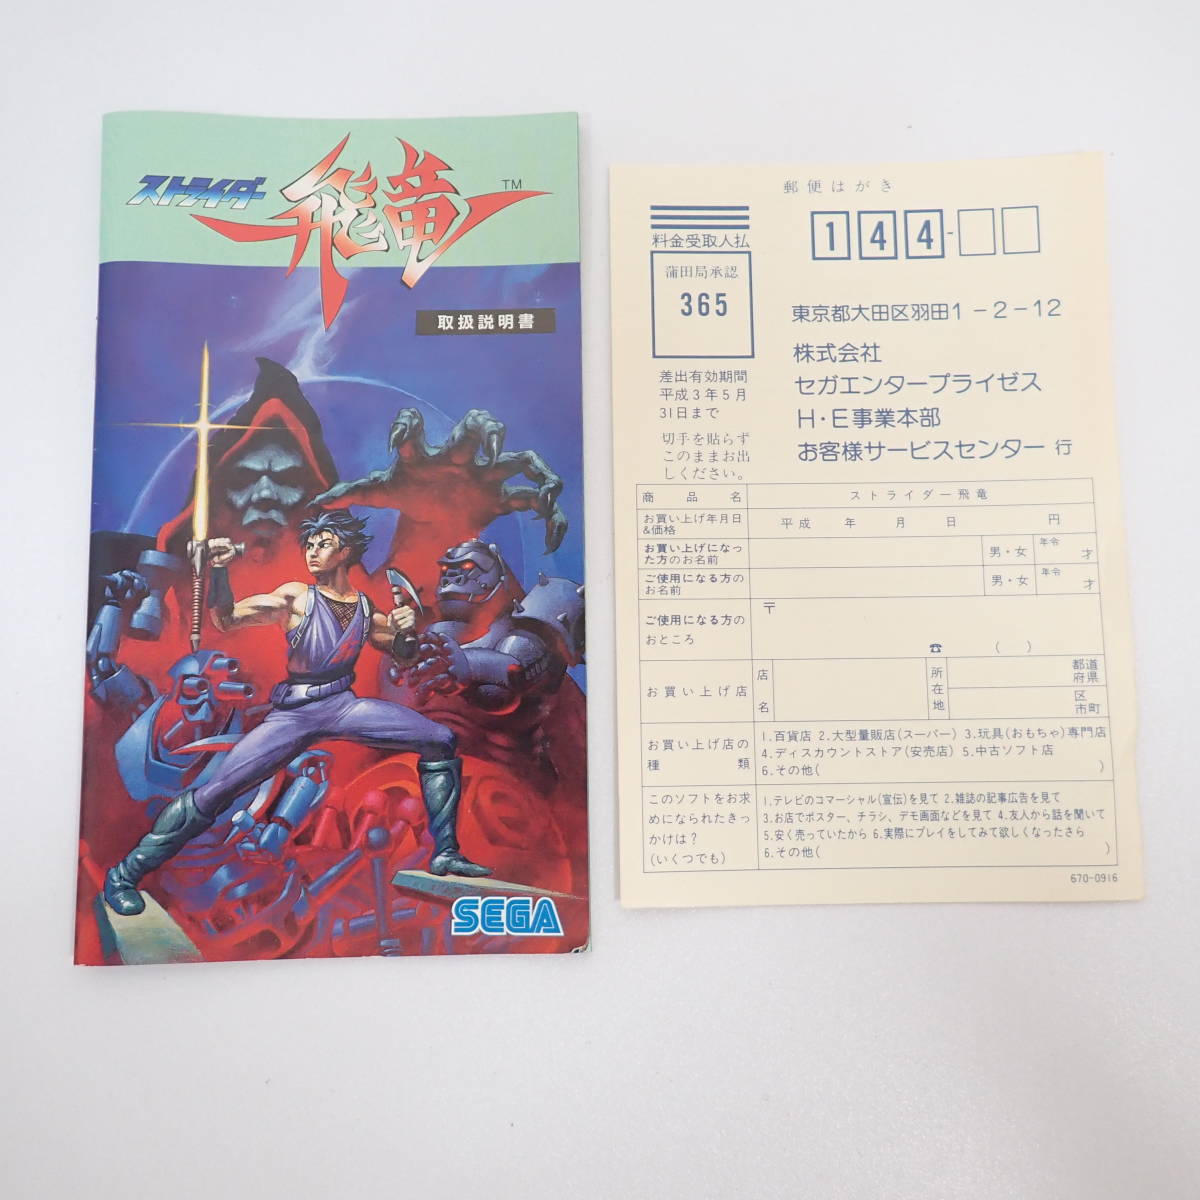 ストライダー
飛竜
TM
取扱説明書
SEGA
郵便はがき
144-
料金受取人払
蒲田局承認
365
差出有効期間
平成3年5月
31日まで
切手を貼らず
このままお出
しください。
東京都大田区羽田1-2-12
株式会社
セガエンタープライゼス
H・E事業本部
お客様サービスセンター 行
商品名 ストライダー飛竜
お買い上げ年月日
&価格
平成 年 月 日 円
お買い上げになっ
た方のお名前
男・女 年令 才
ご使用になる方の
お名前
男・女 年令 才
ご使用になる方の
おところ
〒
☎ ( )
お買い上げ店
店名
所在地
都道
府県
区
市町
お買い上げ店の
種類
1.百貨店 2.大型量販店(スーパー) 3.玩具(おもちゃ)専門店
4.ディスカウントストア(安売店) 5.中古ソフト店
6.その他( )
このソフトをお求
めになられたきっ
かけは?
(いくつでも)
1.テレビのコマーシャル(宣伝)を見て 2.雑誌の記事広告を見て
3.お店でポスター、チラシ、デモ画面などを見て 4.友人から話を聞いて
5.安く売っていたから 6.実際にプレイをしてみて欲しくなったさら
6.その他( )
670-0916